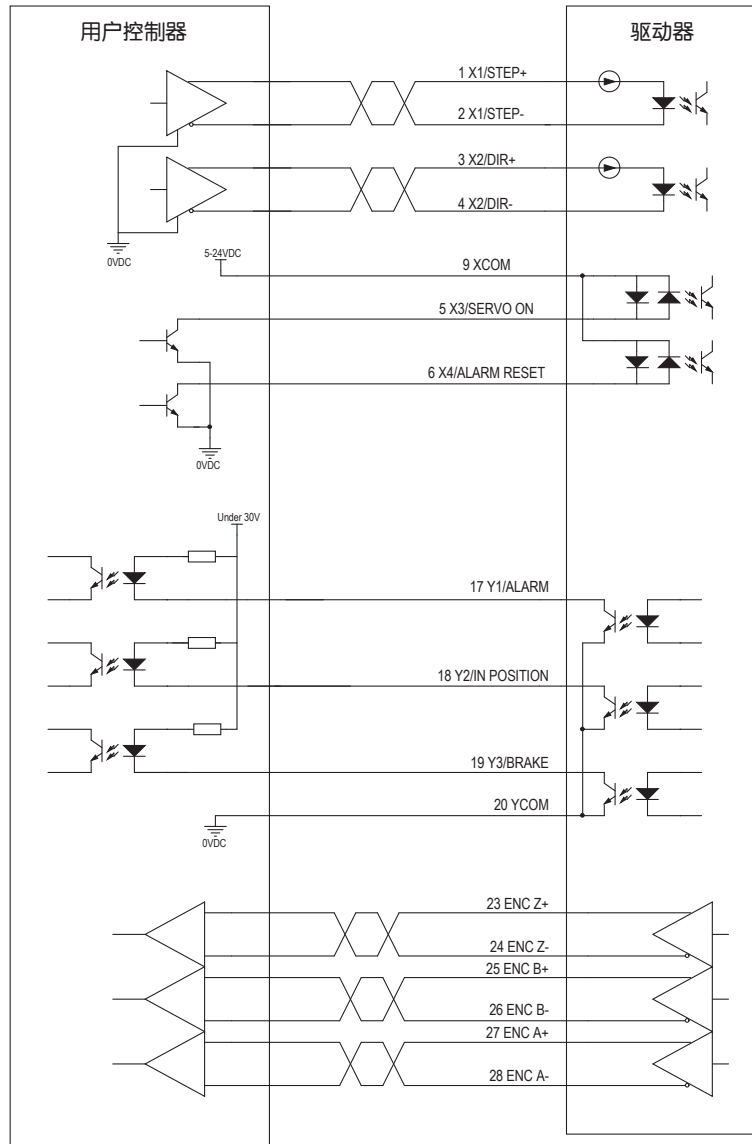 用户控制器
驱动器
1 X1/STEP+
2 X1/STEP-
3 X2/DIR+
4 X2/DIR-
0VDC
5-24VDC
9 XCOM
5 X3/SERVO ON
6 X4/ALARM RESET
0VDC
Under 30V
17 Y1/ALARM
18 Y2/IN POSITION
19 Y3/BRAKE
20 YCOM
0VDC
23 ENC Z+
24 ENC Z-
25 ENC B+
26 ENC B-
27 ENC A+
28 ENC A-